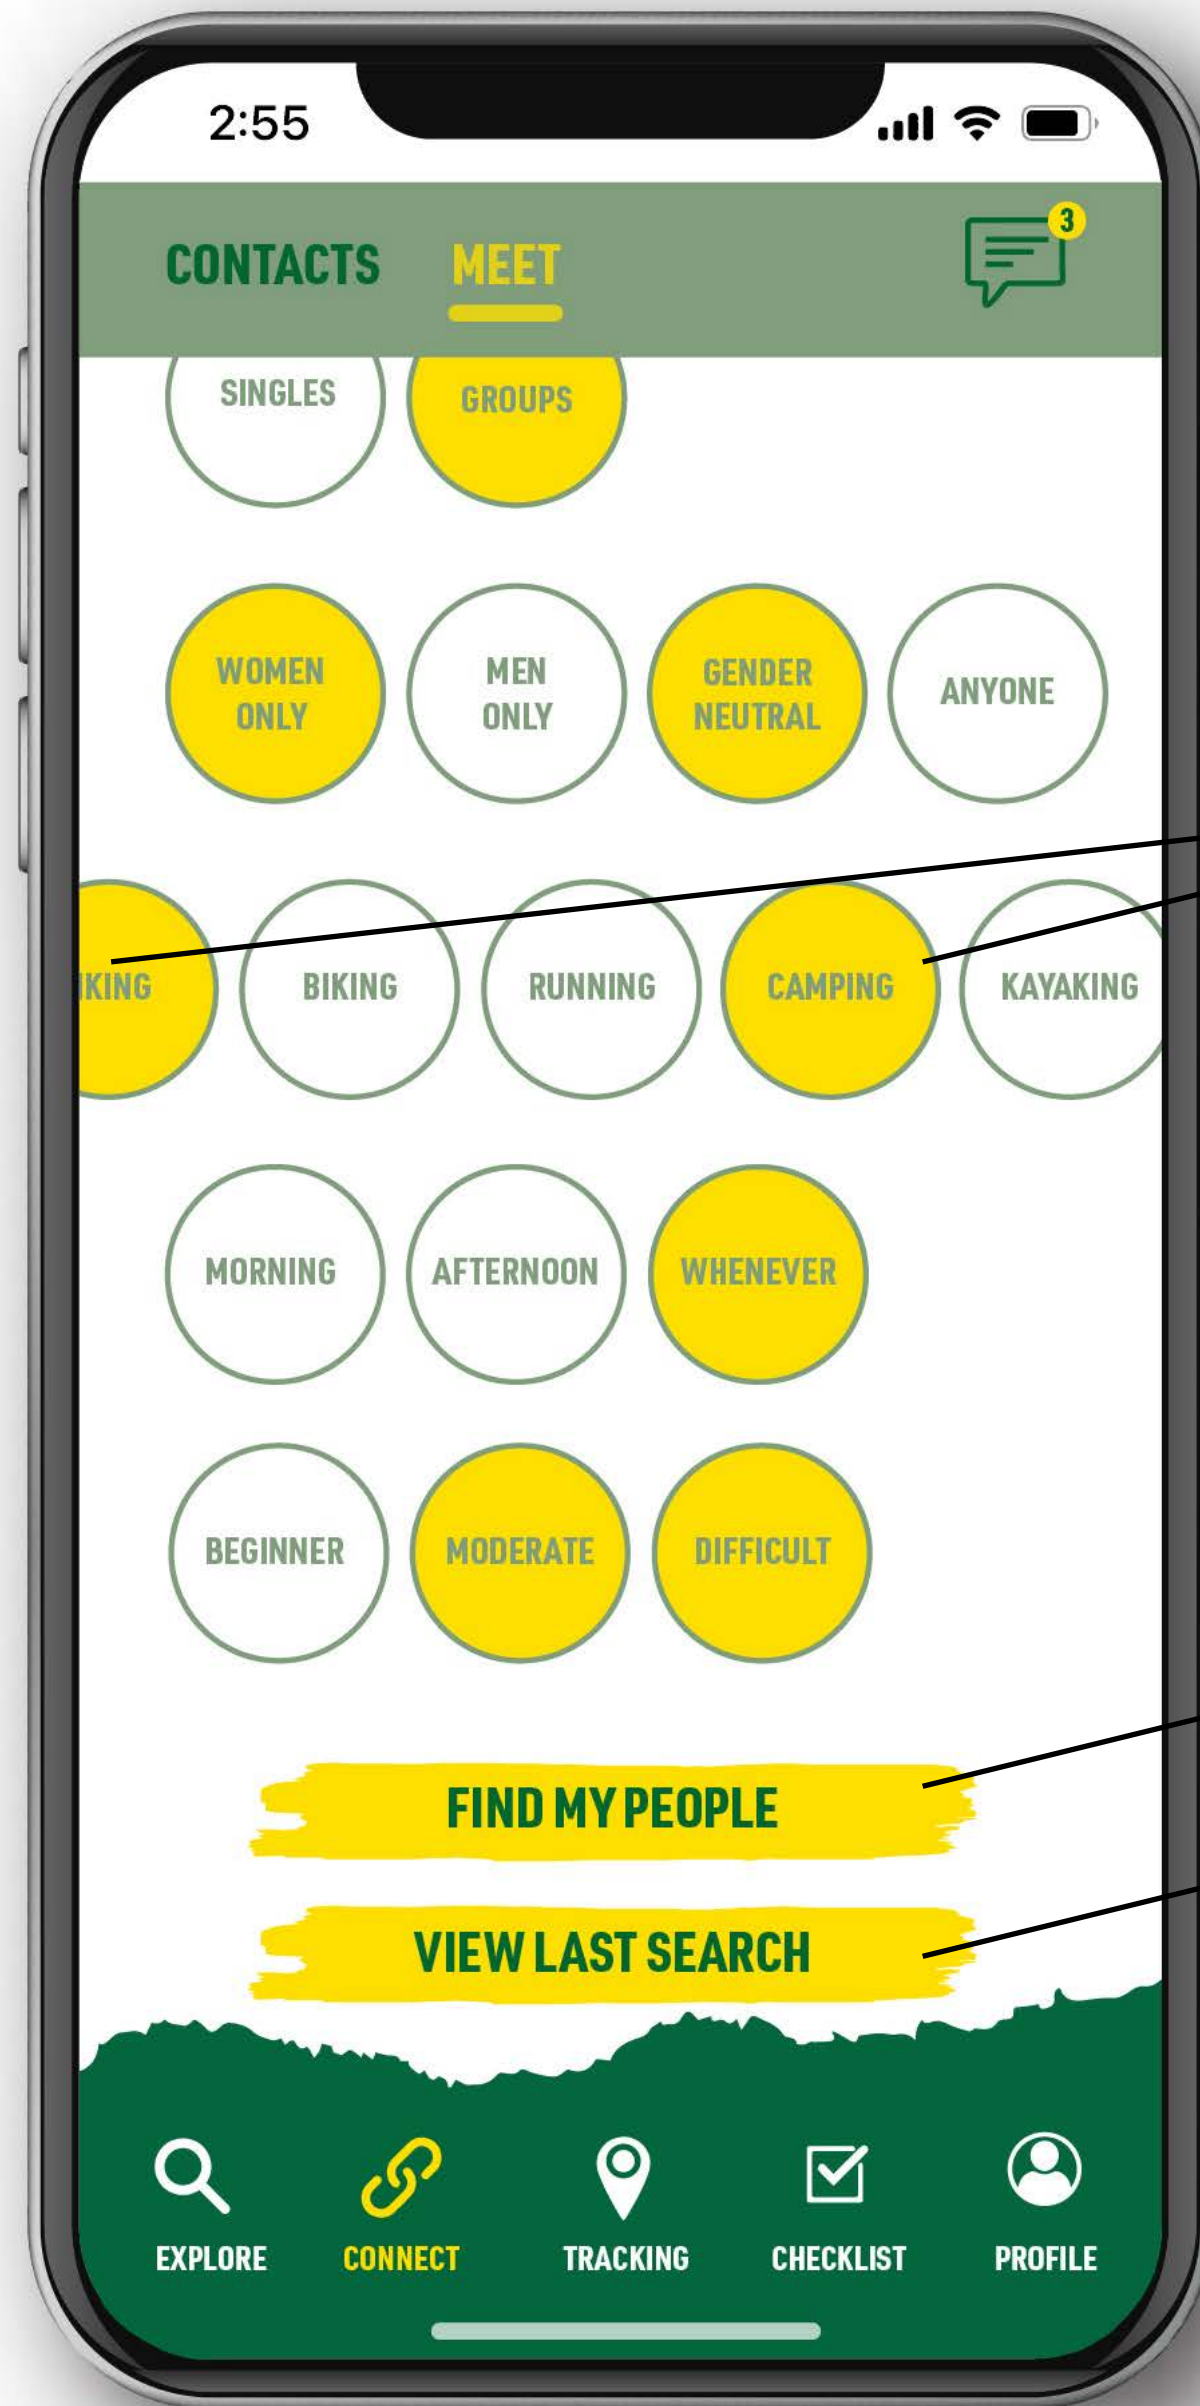 2:55
CONTACTS MEET 3
SINGLES GROUPS
WOMEN ONLY
MEN ONLY
GENDER NEUTRAL
ANYONE
IKING BIKING RUNNING CAMPING KAYAKING
MORNING AFTERNOON WHENEVER
BEGINNER MODERATE DIFFICULT
FIND MY PEOPLE
VIEW LAST SEARCH
EXPLORE CONNECT TRACKING CHECKLIST PROFILE